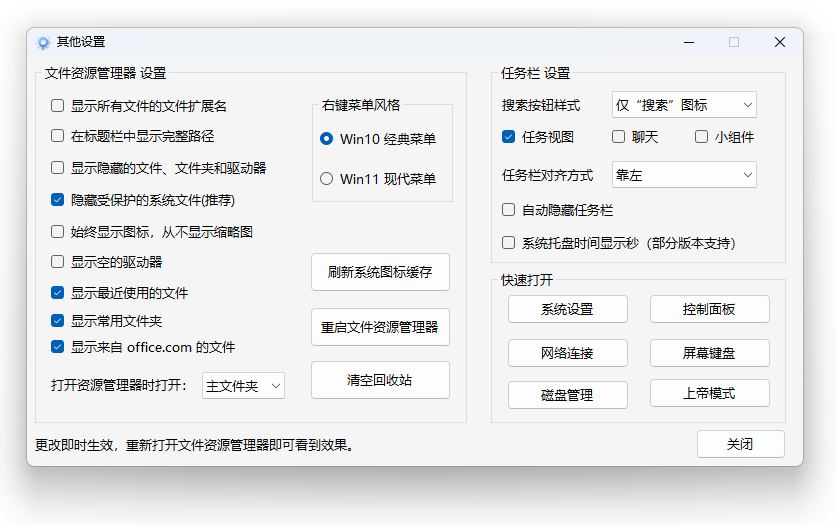 其他设置
文件资源管理器 设置
显示所有文件的文件扩展名
在标题栏中显示完整路径
显示隐藏的文件、文件夹和驱动器
隐藏受保护的系统文件(推荐)
始终显示图标，从不显示缩略图
显示空的驱动器
显示最近使用的文件
显示常用文件夹
显示来自 office.com 的文件
打开资源管理器时打开： 主文件夹
右键菜单风格
Win10 经典菜单
Win11 现代菜单
刷新系统图标缓存
重启文件资源管理器
清空回收站
任务栏 设置
搜索按钮样式 仅“搜索”图标
任务视图 聊天 小组件
任务栏对齐方式 靠左
自动隐藏任务栏
系统托盘时间显示秒（部分版本支持）
快速打开
系统设置 控制面板
网络连接 屏幕键盘
磁盘管理 上帝模式
更改即时生效，重新打开文件资源管理器即可看到效果。
关闭